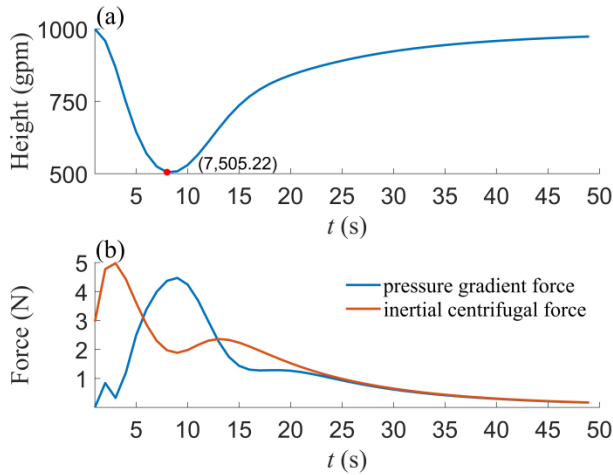 (a)
Height (gpm)
1000
750
500
(7,505.22)
5 10 15 20 25 30 35 40 45 50
t (s)
(b)
Force (N)
5
4
3
2
1
pressure gradient force
inertial centrifugal force
5 10 15 20 25 30 35 40 45 50
t (s)